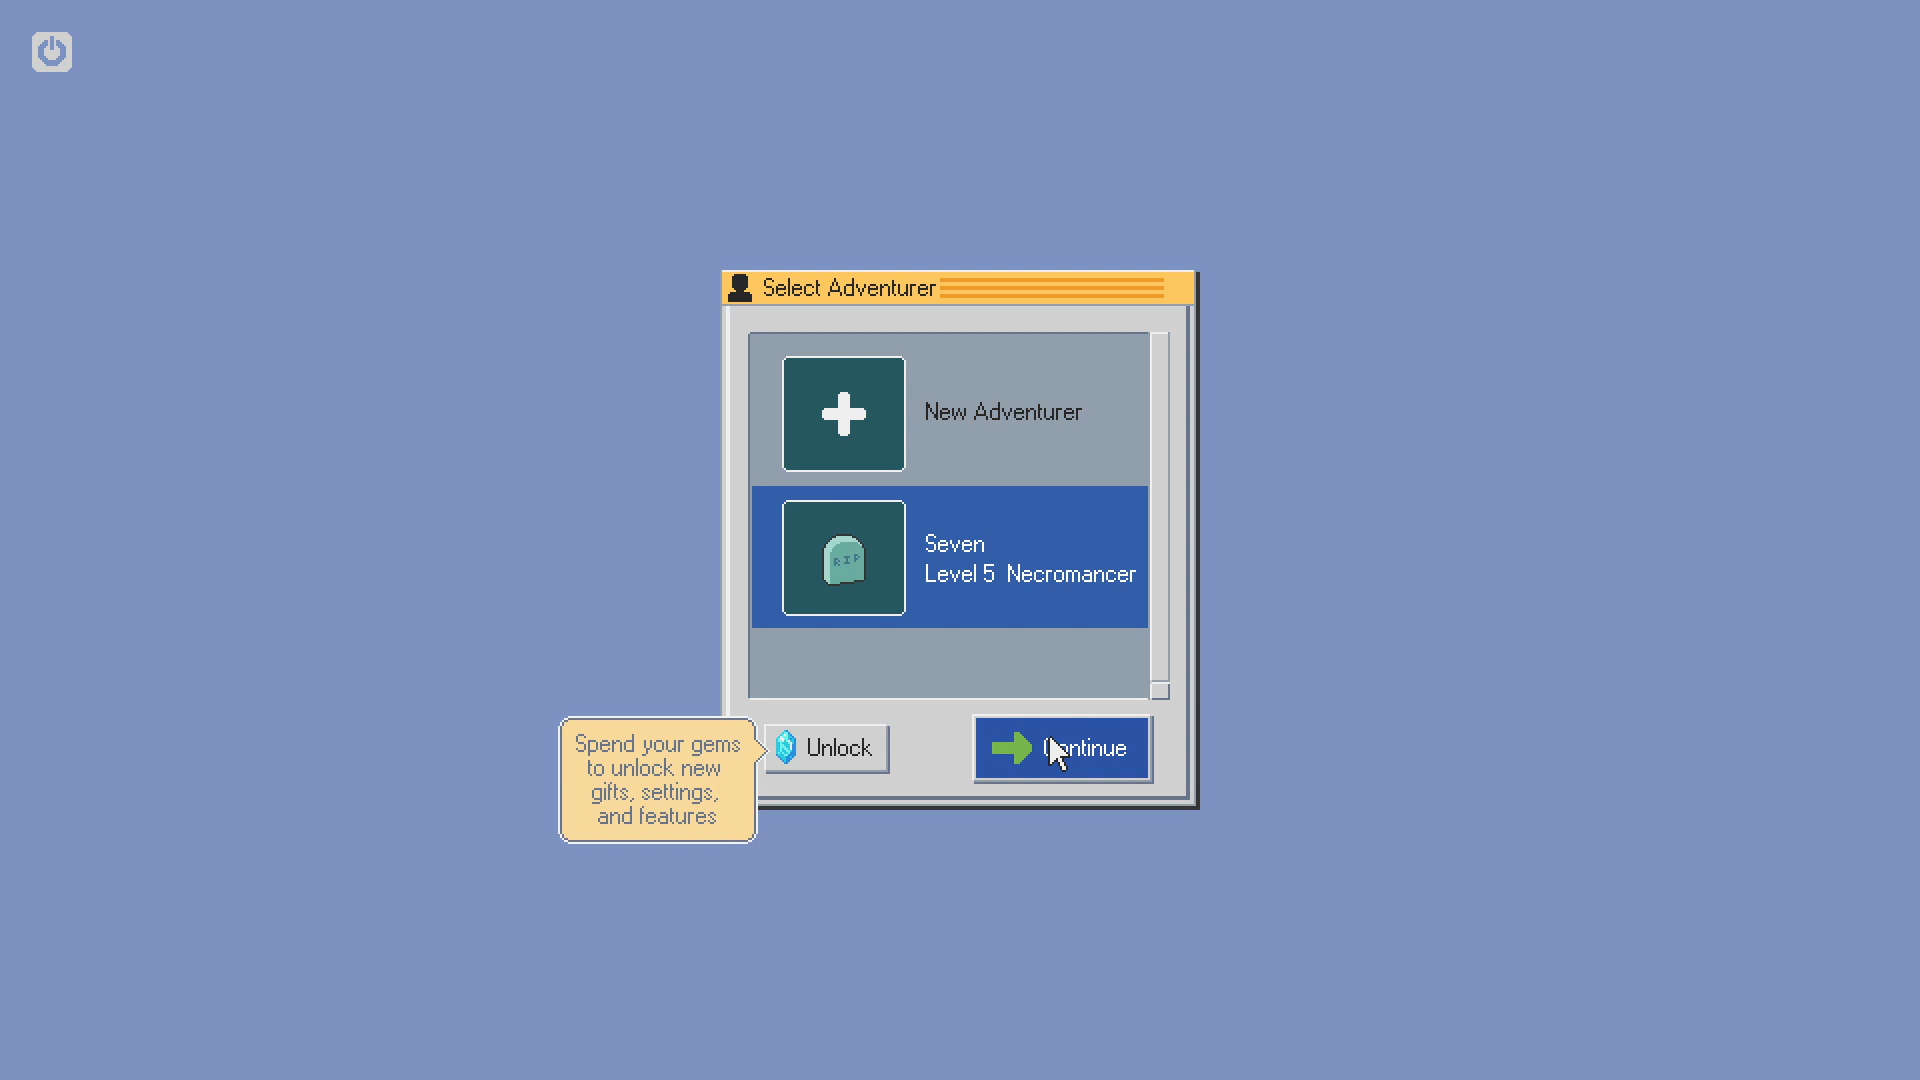 Select Adventurer
New Adventurer
RIP
Seven
Level 5 Necromancer
Spend your gems
to unlock new
gifts, settings,
and features
Unlock
Continue